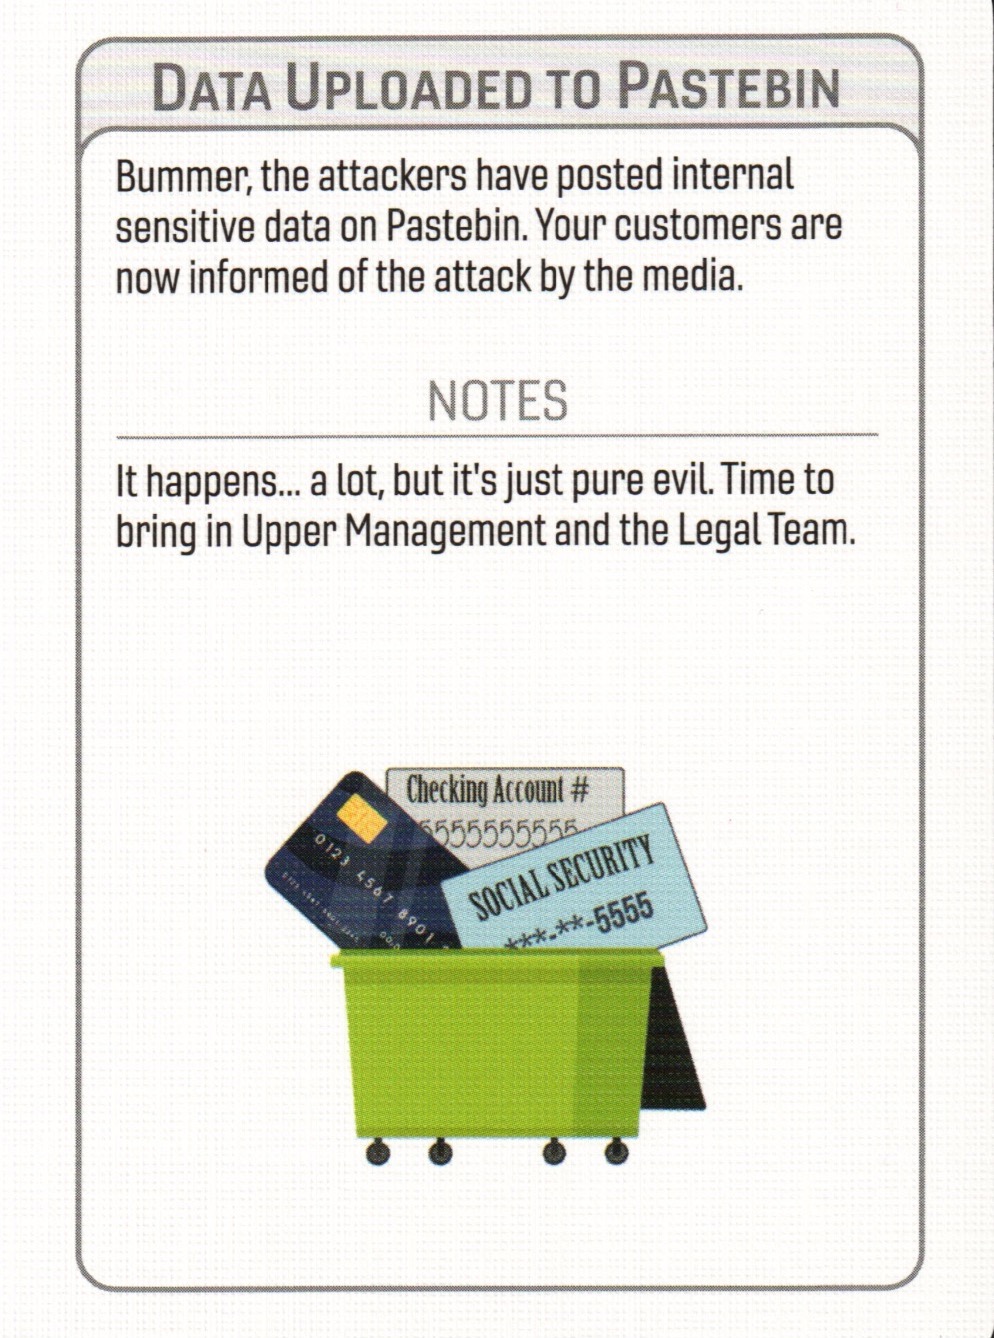 DATA UPLOADED TO PASTEBIN
Bummer, the attackers have posted internal
sensitive data on Pastebin. Your customers are
now informed of the attack by the media.
NOTES
It happens... a lot, but it's just pure evil. Time to
bring in Upper Management and the Legal Team.
Checking Account #
5555555555
0123 4567 8901
SOCIAL SECURITY
***-**-5555